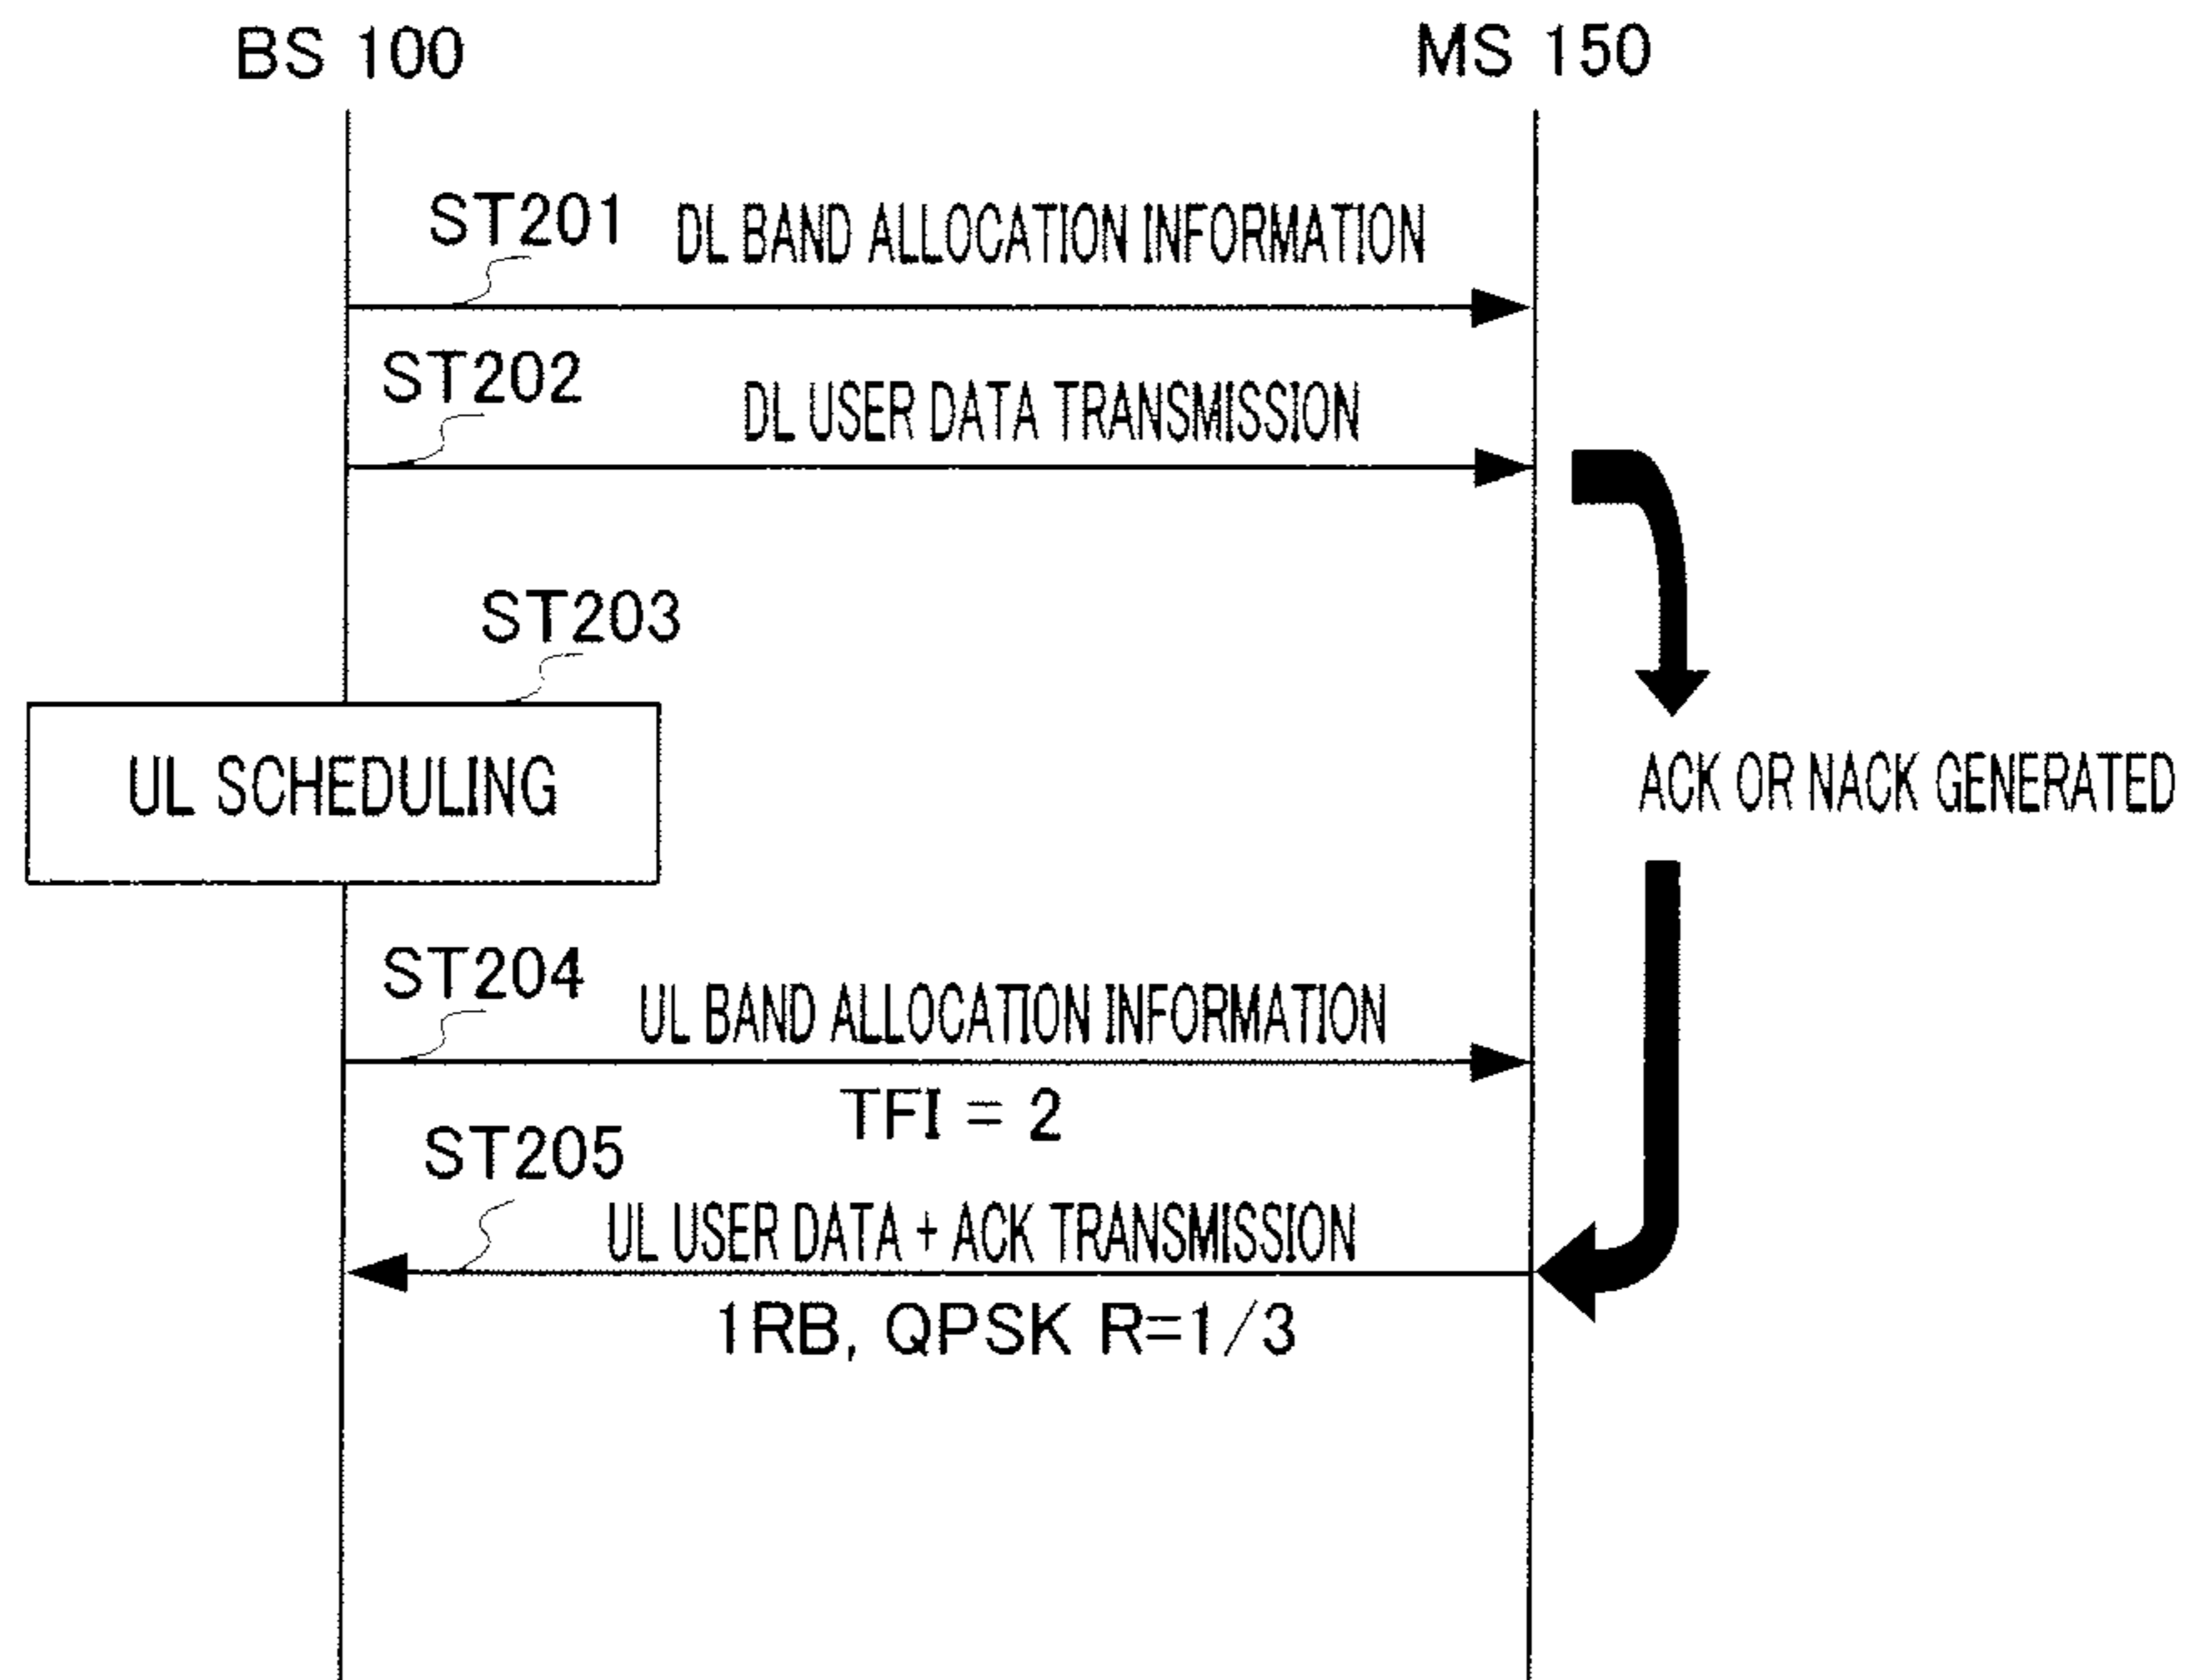 BS 100
MS 150
ST201
DL BAND ALLOCATION INFORMATION
ST202
DL USER DATA TRANSMISSION
ST203
UL SCHEDULING
ACK OR NACK GENERATED
ST204
UL BAND ALLOCATION INFORMATION
TFI = 2
ST205
UL USER DATA + ACK TRANSMISSION
1RB, QPSK R=1/3